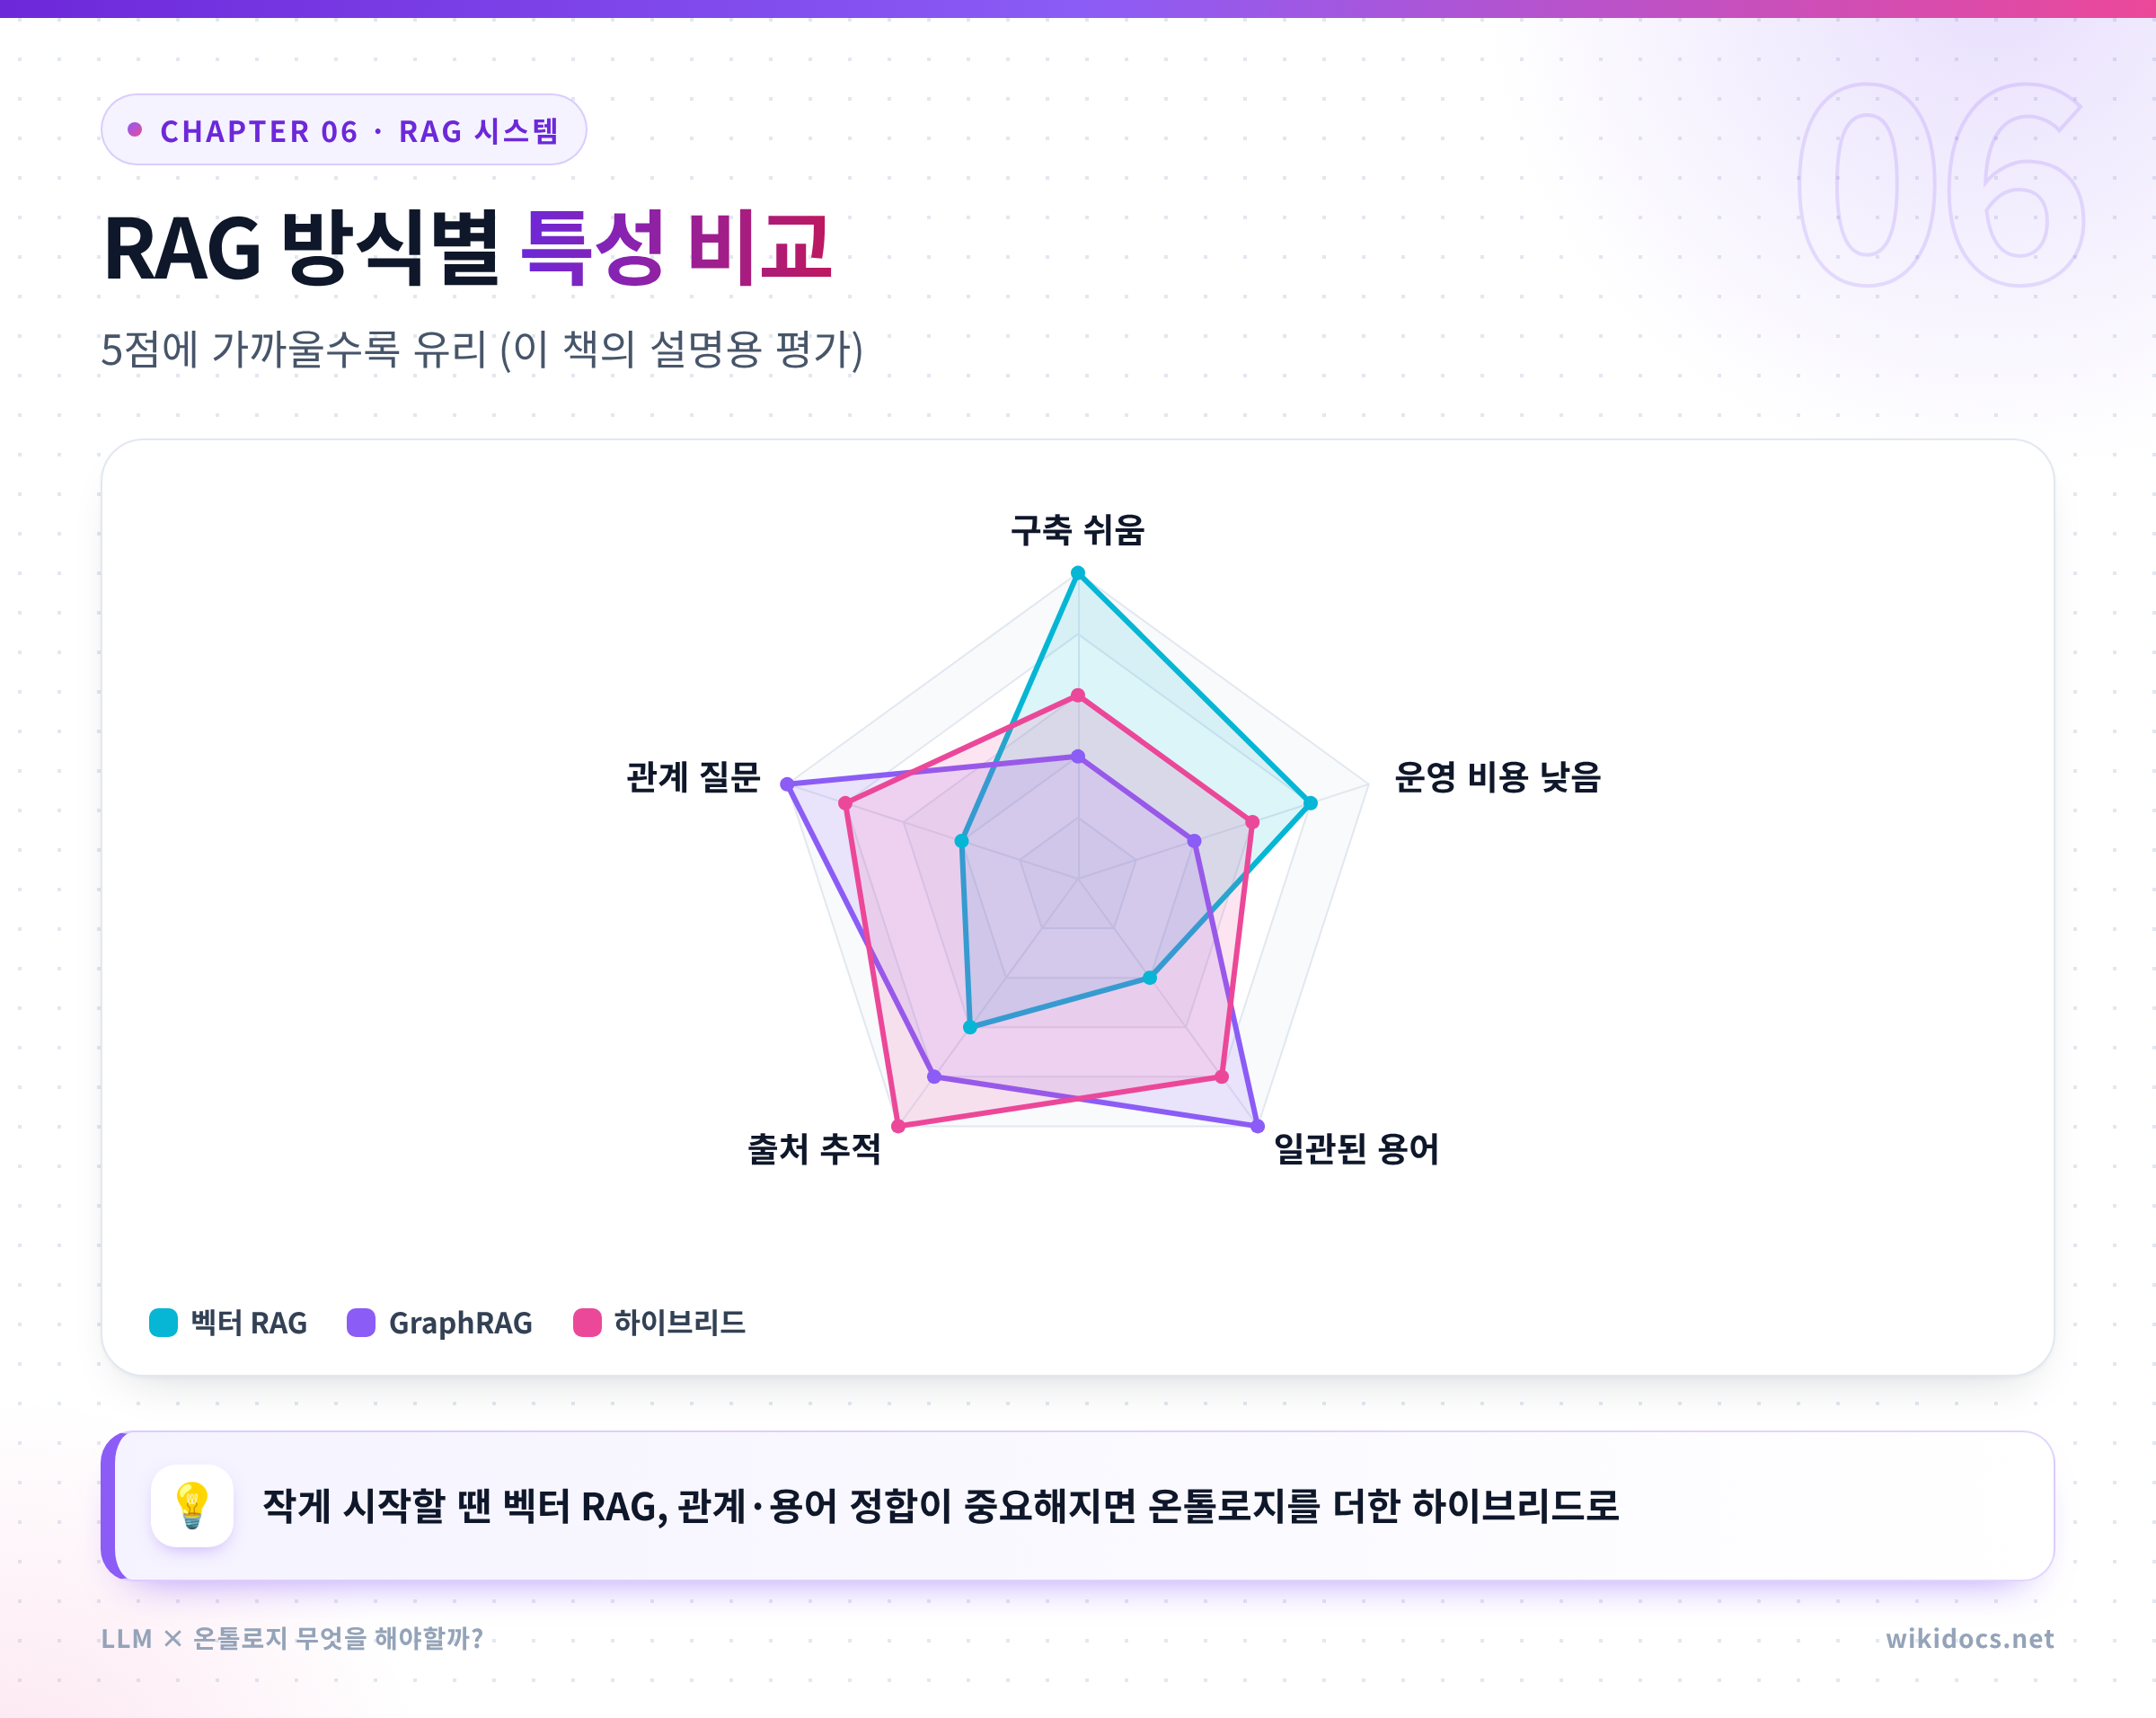 CHAPTER 06 · RAG 시스템
06
RAG 방식별 특성 비교
5점에 가까울수록 유리 (이 책의 설명용 평가)
구축 쉬움
관계 질문
운영 비용 낮음
출처 추적
일관된 용어
벡터 RAG
GraphRAG
하이브리드
작게 시작할 땐 벡터 RAG, 관계·용어 정합이 중요해지면 온톨로지를 더한 하이브리드로
LLM × 온톨로지 무엇을 해야할까?
wikidocs.net